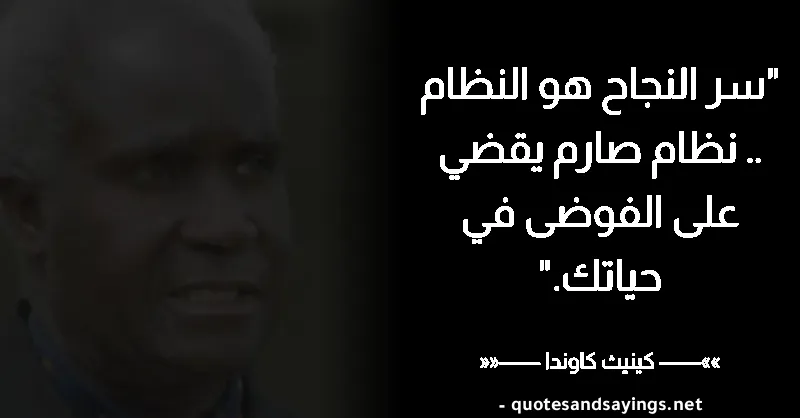 "سر النجاح هو النظام
.. نظام صارم يقضي
على الفوضى في
حياتك."
»»—— كينيث كاوندا ——««
- quotesandsayings.net